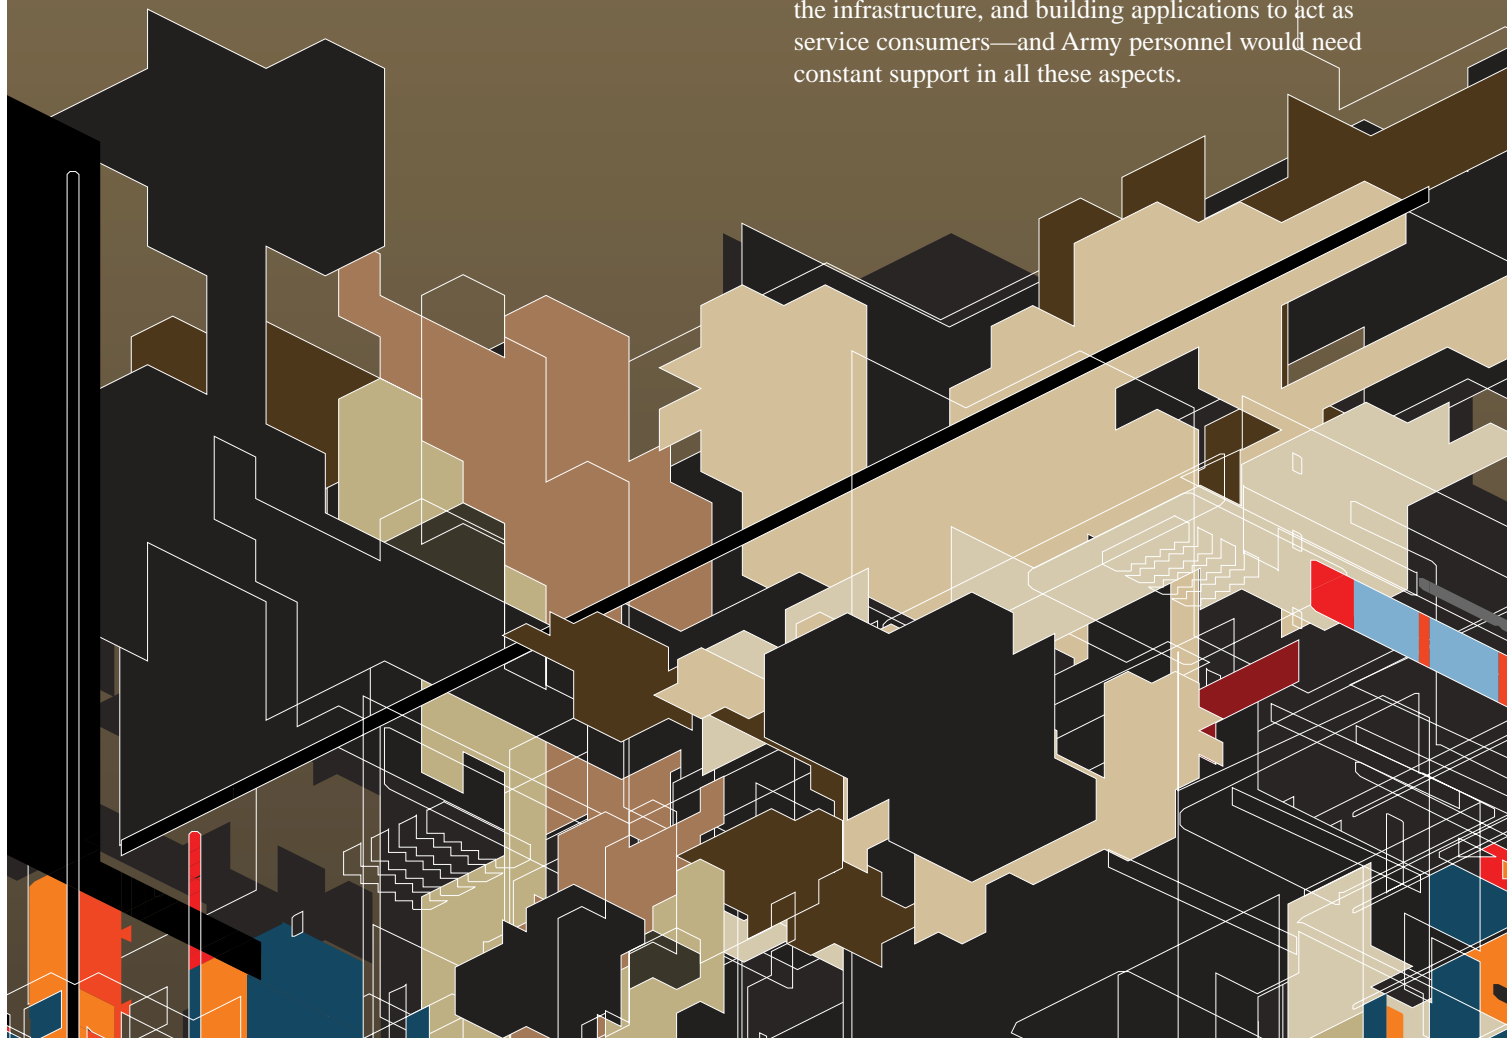 the infrastructure, and building applications to act as
service consumers—and Army personnel would need
constant support in all these aspects.